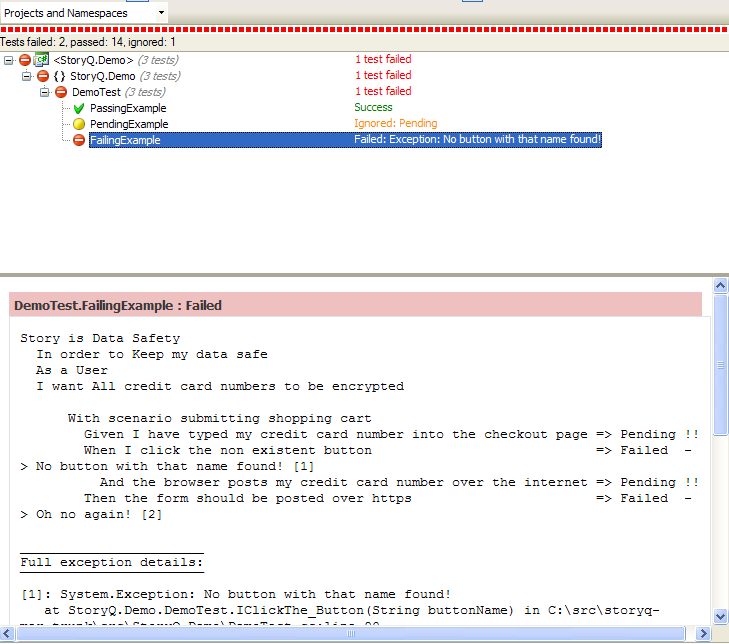 Projects and Namespaces
Tests failed: 2, passed: 14, ignored: 1
<StoryQ.Demo> (3 tests) 1 test failed
{} StoryQ.Demo (3 tests) 1 test failed
DemoTest (3 tests) 1 test failed
PassingExample Success
PendingExample Ignored: Pending
FailingExample Failed: Exception: No button with that name found!
DemoTest.FailingExample : Failed
Story is Data Safety
In order to Keep my data safe
As a User
I want All credit card numbers to be encrypted
With scenario submitting shopping cart
Given I have typed my credit card number into the checkout page => Pending !!
When I click the non existent button => Failed -
> No button with that name found! [1]
And the browser posts my credit card number over the internet => Pending !!
Then the form should be posted over https => Failed -
> Oh no again! [2]
Full exception details:
[1]: System.Exception: No button with that name found!
at StoryQ.Demo.DemoTest.IClickThe_Button(String buttonName) in C:\src\storyq-